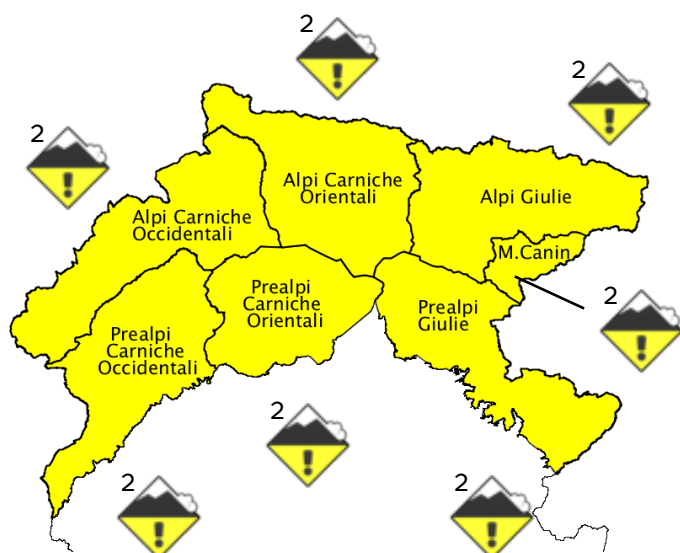 2
2
2
Alpi Carniche
Orientali
Alpi Giulie
Alpi Carniche
Occidentali
M.Canin
Prealpi
Carniche
Orientali
2
Prealpi
Giulie
Prealpi
Carniche
Occidentali
2
2
2